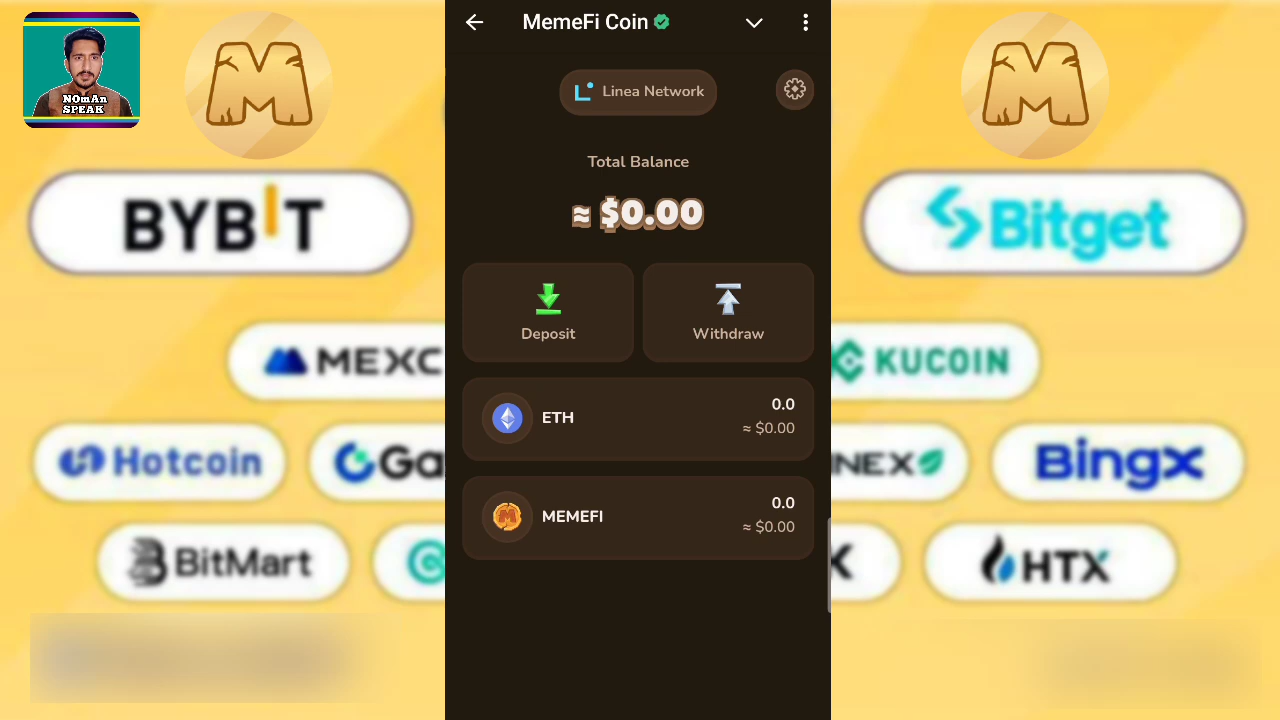 NOmAn
SPEAK
BYBIT
MEXC
Hotcoin
Ga
BitMart
MemeFi Coin
Linea Network
Total Balance
≈ $0.00
Deposit
Withdraw
ETH
0.0
≈ $0.00
MEMEFI
0.0
≈ $0.00
Bitget
KUCOIN
NEX
BingX
X
HTX